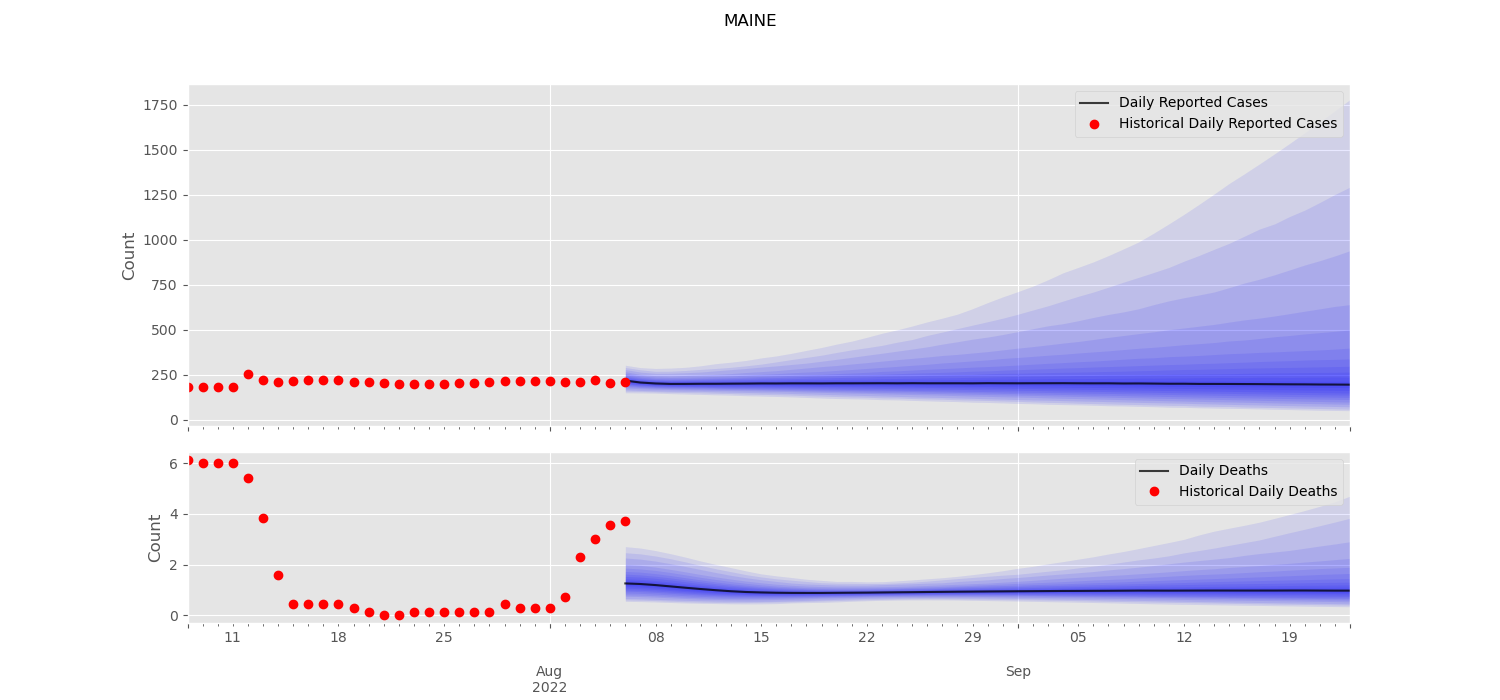 MAINE
Daily Reported Cases
Historical Daily Reported Cases
1750
1500
1250
1000
750
500
250
0
Count
Daily Deaths
Historical Daily Deaths
6
4
2
0
Count
11 18 25 08 15 22 29 05 12 19
Aug Sep
2022